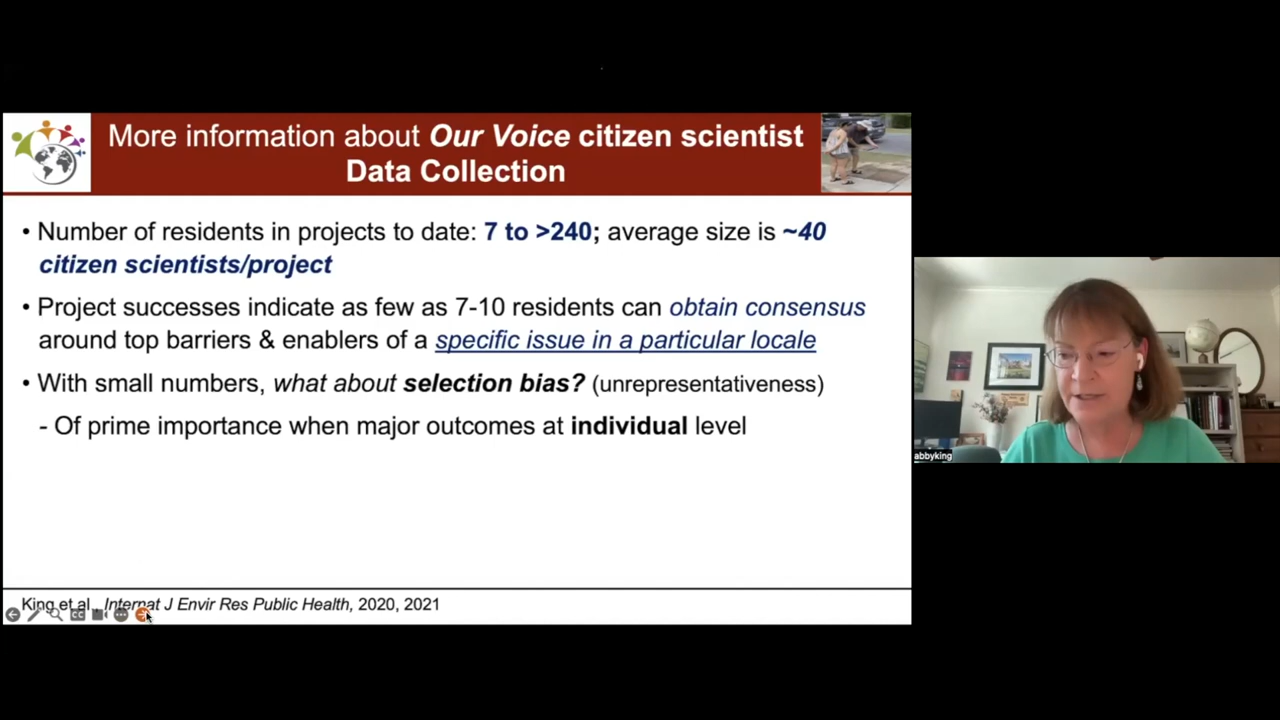 More information about Our Voice citizen scientist
Data Collection
• Number of residents in projects to date: 7 to >240; average size is ~40
citizen scientists/project
• Project successes indicate as few as 7-10 residents can obtain consensus
around top barriers & enablers of a specific issue in a particular locale
• With small numbers, what about selection bias? (unrepresentativeness)
- Of prime importance when major outcomes at individual level
King et al., Internat J Envir Res Public Health, 2020, 2021
CC
abbyking